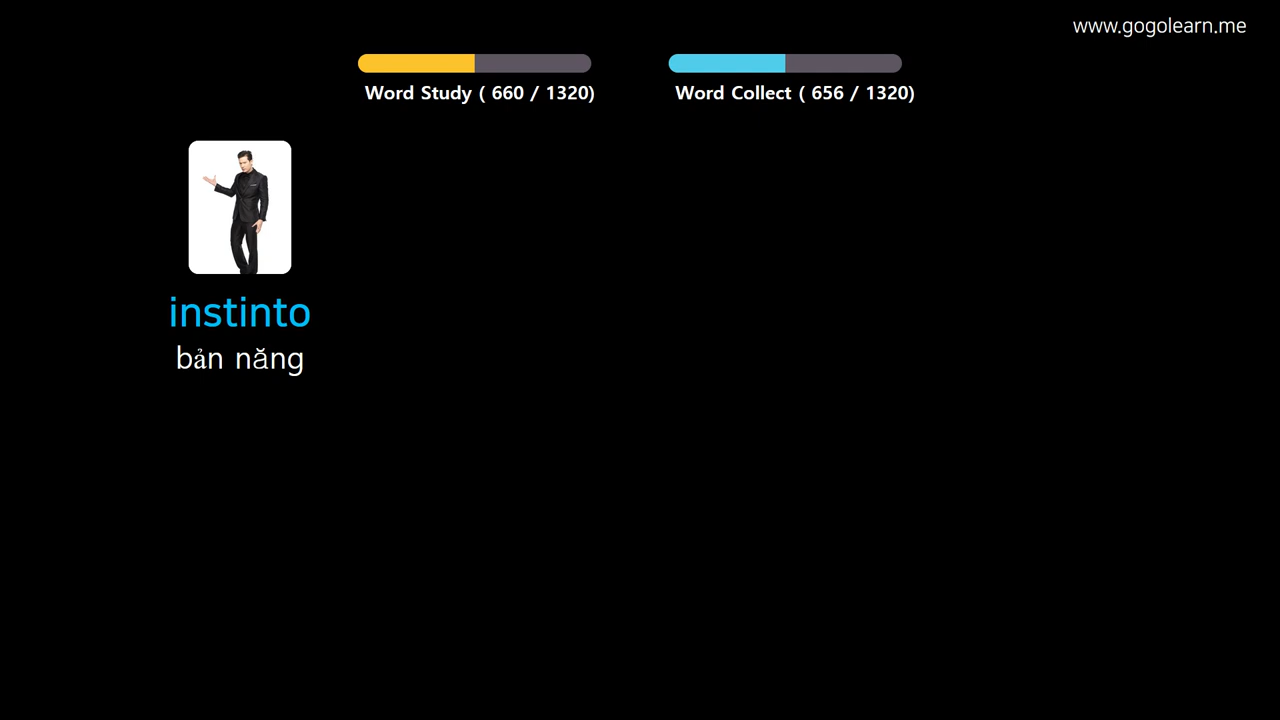 www.gogolearn.me
Word Study ( 660 / 1320)
Word Collect ( 656 / 1320)
instinto
bản năng